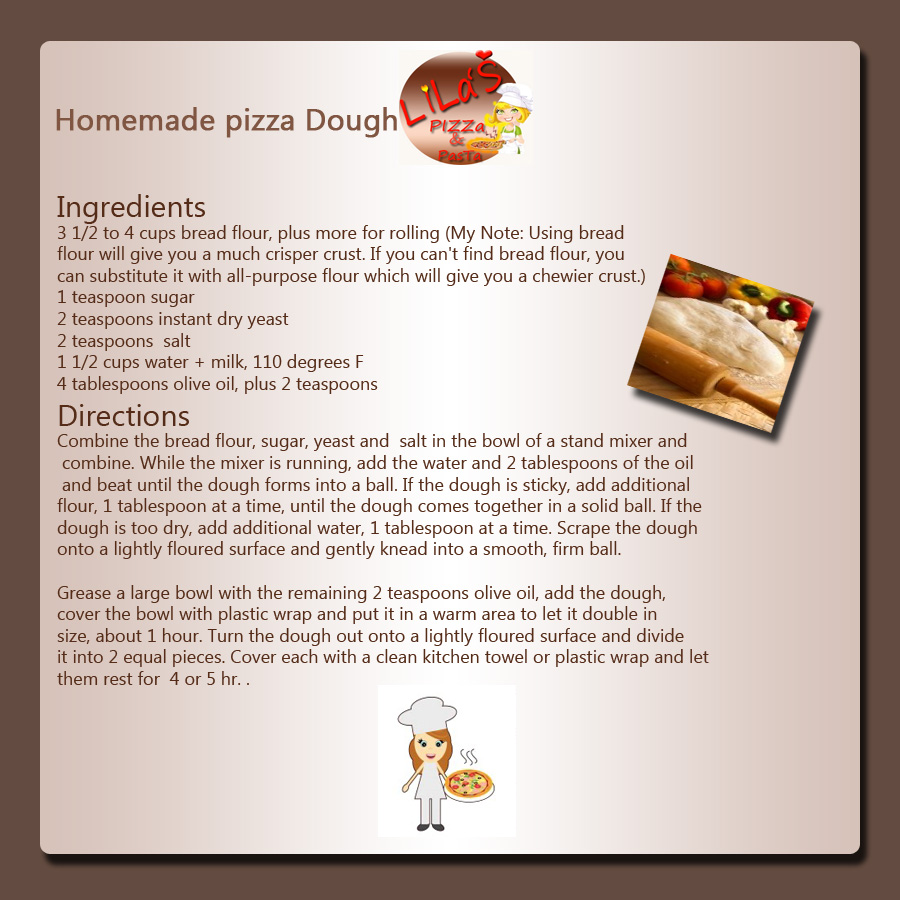 Homemade pizza Dough
LiLa'Š
PIZZa
&
PasTa
Ingredients
3 1/2 to 4 cups bread flour, plus more for rolling (My Note: Using bread
flour will give you a much crisper crust. If you can't find bread flour, you
can substitute it with all-purpose flour which will give you a chewier crust.)
1 teaspoon sugar
2 teaspoons instant dry yeast
2 teaspoons  salt
1 1/2 cups water + milk, 110 degrees F
4 tablespoons olive oil, plus 2 teaspoons
Directions
Combine the bread flour, sugar, yeast and  salt in the bowl of a stand mixer and
combine. While the mixer is running, add the water and 2 tablespoons of the oil
and beat until the dough forms into a ball. If the dough is sticky, add additional
flour, 1 tablespoon at a time, until the dough comes together in a solid ball. If the
dough is too dry, add additional water, 1 tablespoon at a time. Scrape the dough
onto a lightly floured surface and gently knead into a smooth, firm ball.
Grease a large bowl with the remaining 2 teaspoons olive oil, add the dough,
cover the bowl with plastic wrap and put it in a warm area to let it double in
size, about 1 hour. Turn the dough out onto a lightly floured surface and divide
it into 2 equal pieces. Cover each with a clean kitchen towel or plastic wrap and let
them rest for  4 or 5 hr. .